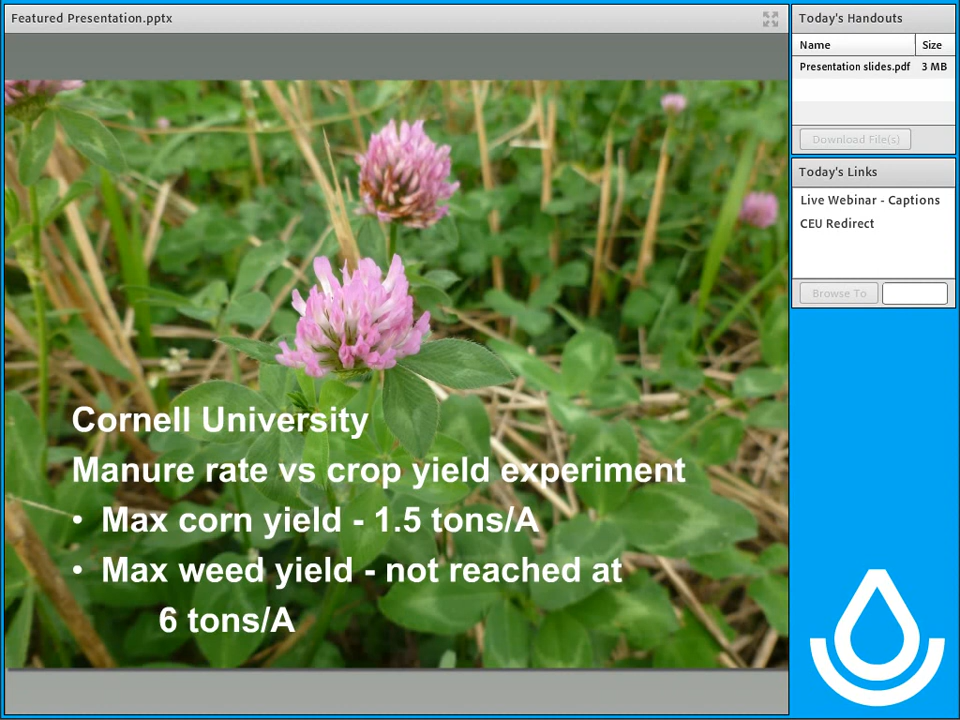 Featured Presentation.pptx
Cornell University
Manure rate vs crop yield experiment
• Max corn yield - 1.5 tons/A
• Max weed yield - not reached at
6 tons/A
Today's Handouts
Name Size
Presentation slides.pdf 3 MB
Download File(s)
Today's Links
Live Webinar - Captions
CEU Redirect
Browse To